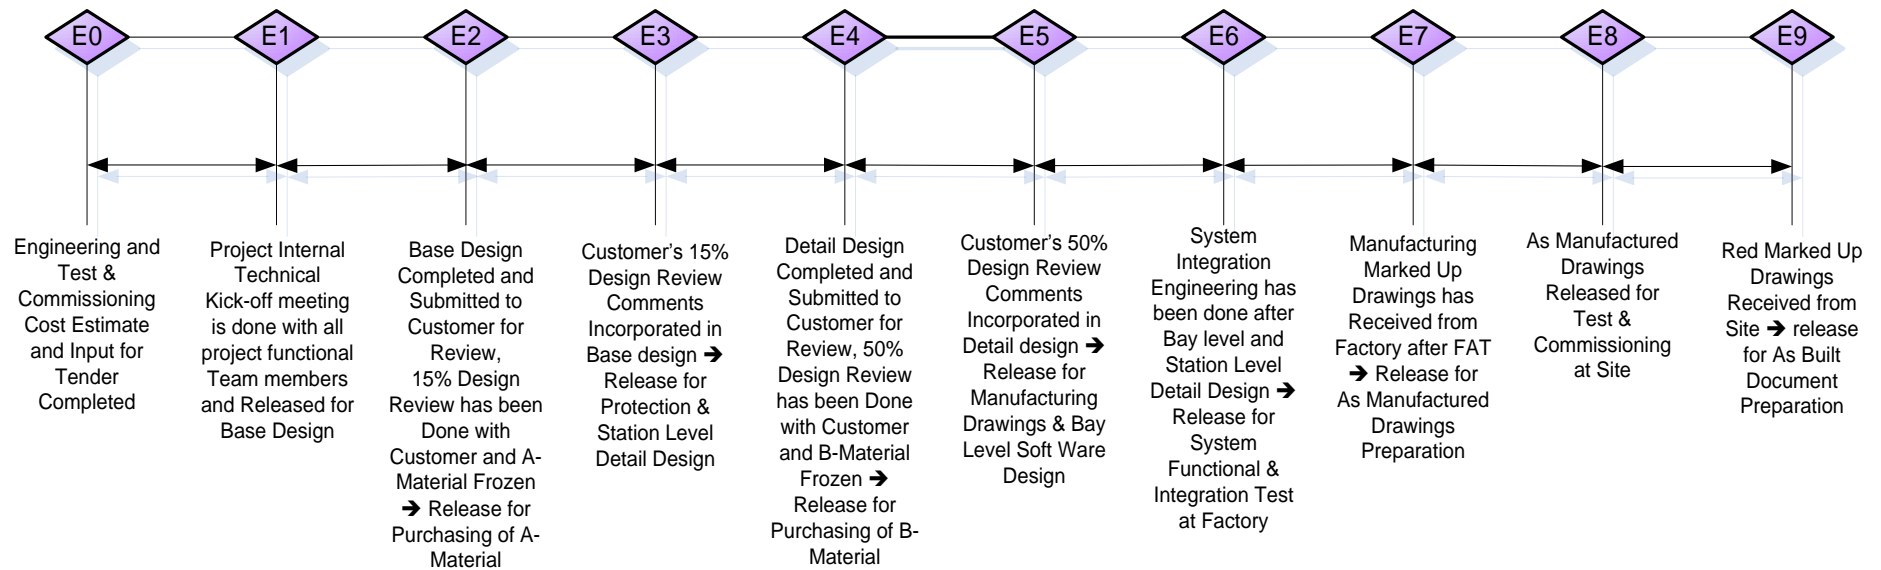 E0
E1
E2
E3
E4
E5
E6
E7
E8
E9
Engineering and
Test &
Commissioning
Cost Estimate
and Input for
Tender
Completed
Project Internal
Technical
Kick-off meeting
is done with all
project functional
Team members
and Released for
Base Design
Base Design
Completed and
Submitted to
Customer for
Review,
15% Design
Review has been
Done with
Customer and A-
Material Frozen
➔ Release for
Purchasing of A-
Material
Customer's 15%
Design Review
Comments
Incorporated in
Base design ➔
Release for
Protection &
Station Level
Detail Design
Detail Design
Completed and
Submitted to
Customer for
Review, 50%
Design Review
has been Done
with Customer
and B-Material
Frozen ➔
Release for
Purchasing of B-
Material
Customer's 50%
Design Review
Comments
Incorporated in
Detail design ➔
Release for
Manufacturing
Drawings & Bay
Level Soft Ware
Design
System
Integration
Engineering has
been done after
Bay level and
Station Level
Detail Design ➔
Release for
System
Functional &
Integration Test
at Factory
Manufacturing
Marked Up
Drawings has
Received from
Factory after FAT
➔ Release for
As Manufactured
Drawings
Preparation
As Manufactured
Drawings
Released for
Test &
Commissioning
at Site
Red Marked Up
Drawings
Received from
Site ➔ release
for As Built
Document
Preparation